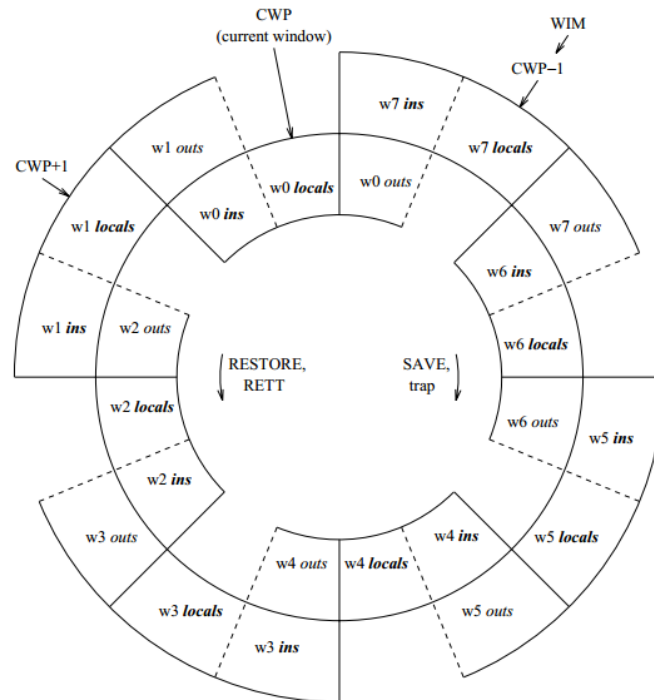 CWP
(current window)
WIM
CWP−1
w7 ins
w1 outs
w7 locals
CWP+1
w0 locals
w0 outs
w0 ins
w1 locals
w7 outs
w6 ins
w1 ins
w2 outs
w6 locals
RESTORE,
RETT
SAVE,
trap
w2 locals
w6 outs
w5 ins
w2 ins
w3 outs
w4 ins
w5 locals
w4 outs
w4 locals
w3 locals
w5 outs
w3 ins